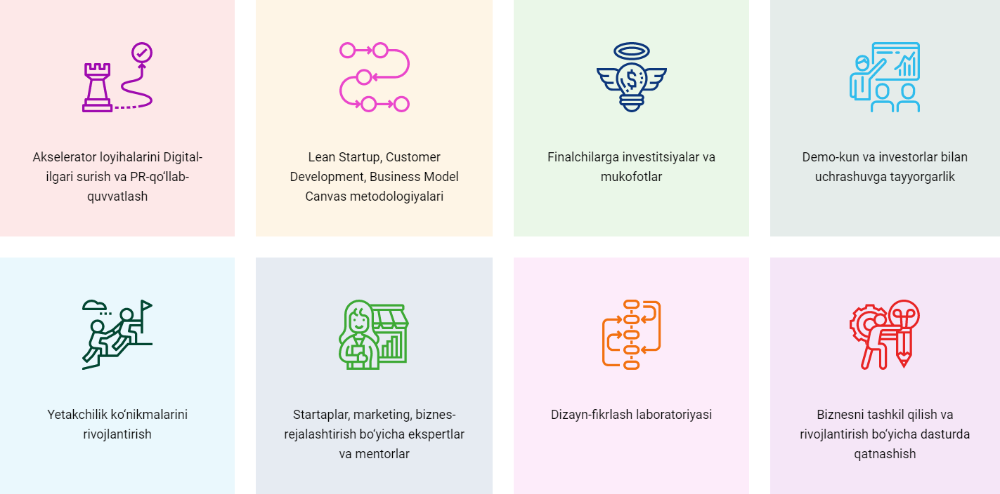 Akselerator loyihalarini Digital-
ilgari surish va PR-qo‘llab-
quvvatlash
Lean Startup, Customer
Development, Business Model
Canvas metodologiyalari
Finalchilarga investitsiyalar va
mukofotlar
Demo-kun va investorlar bilan
uchrashuvga tayyorgarlik
Yetakchilik ko‘nikmalarini
rivojlantirish
Startaplar, marketing, biznes-
rejalashtirish bo‘yicha ekspertlar
va mentorlar
Dizayn-fikrlash laboratoriyasi
Biznesni tashkil qilish va
rivojlantirish bo‘yicha dasturda
qatnashish